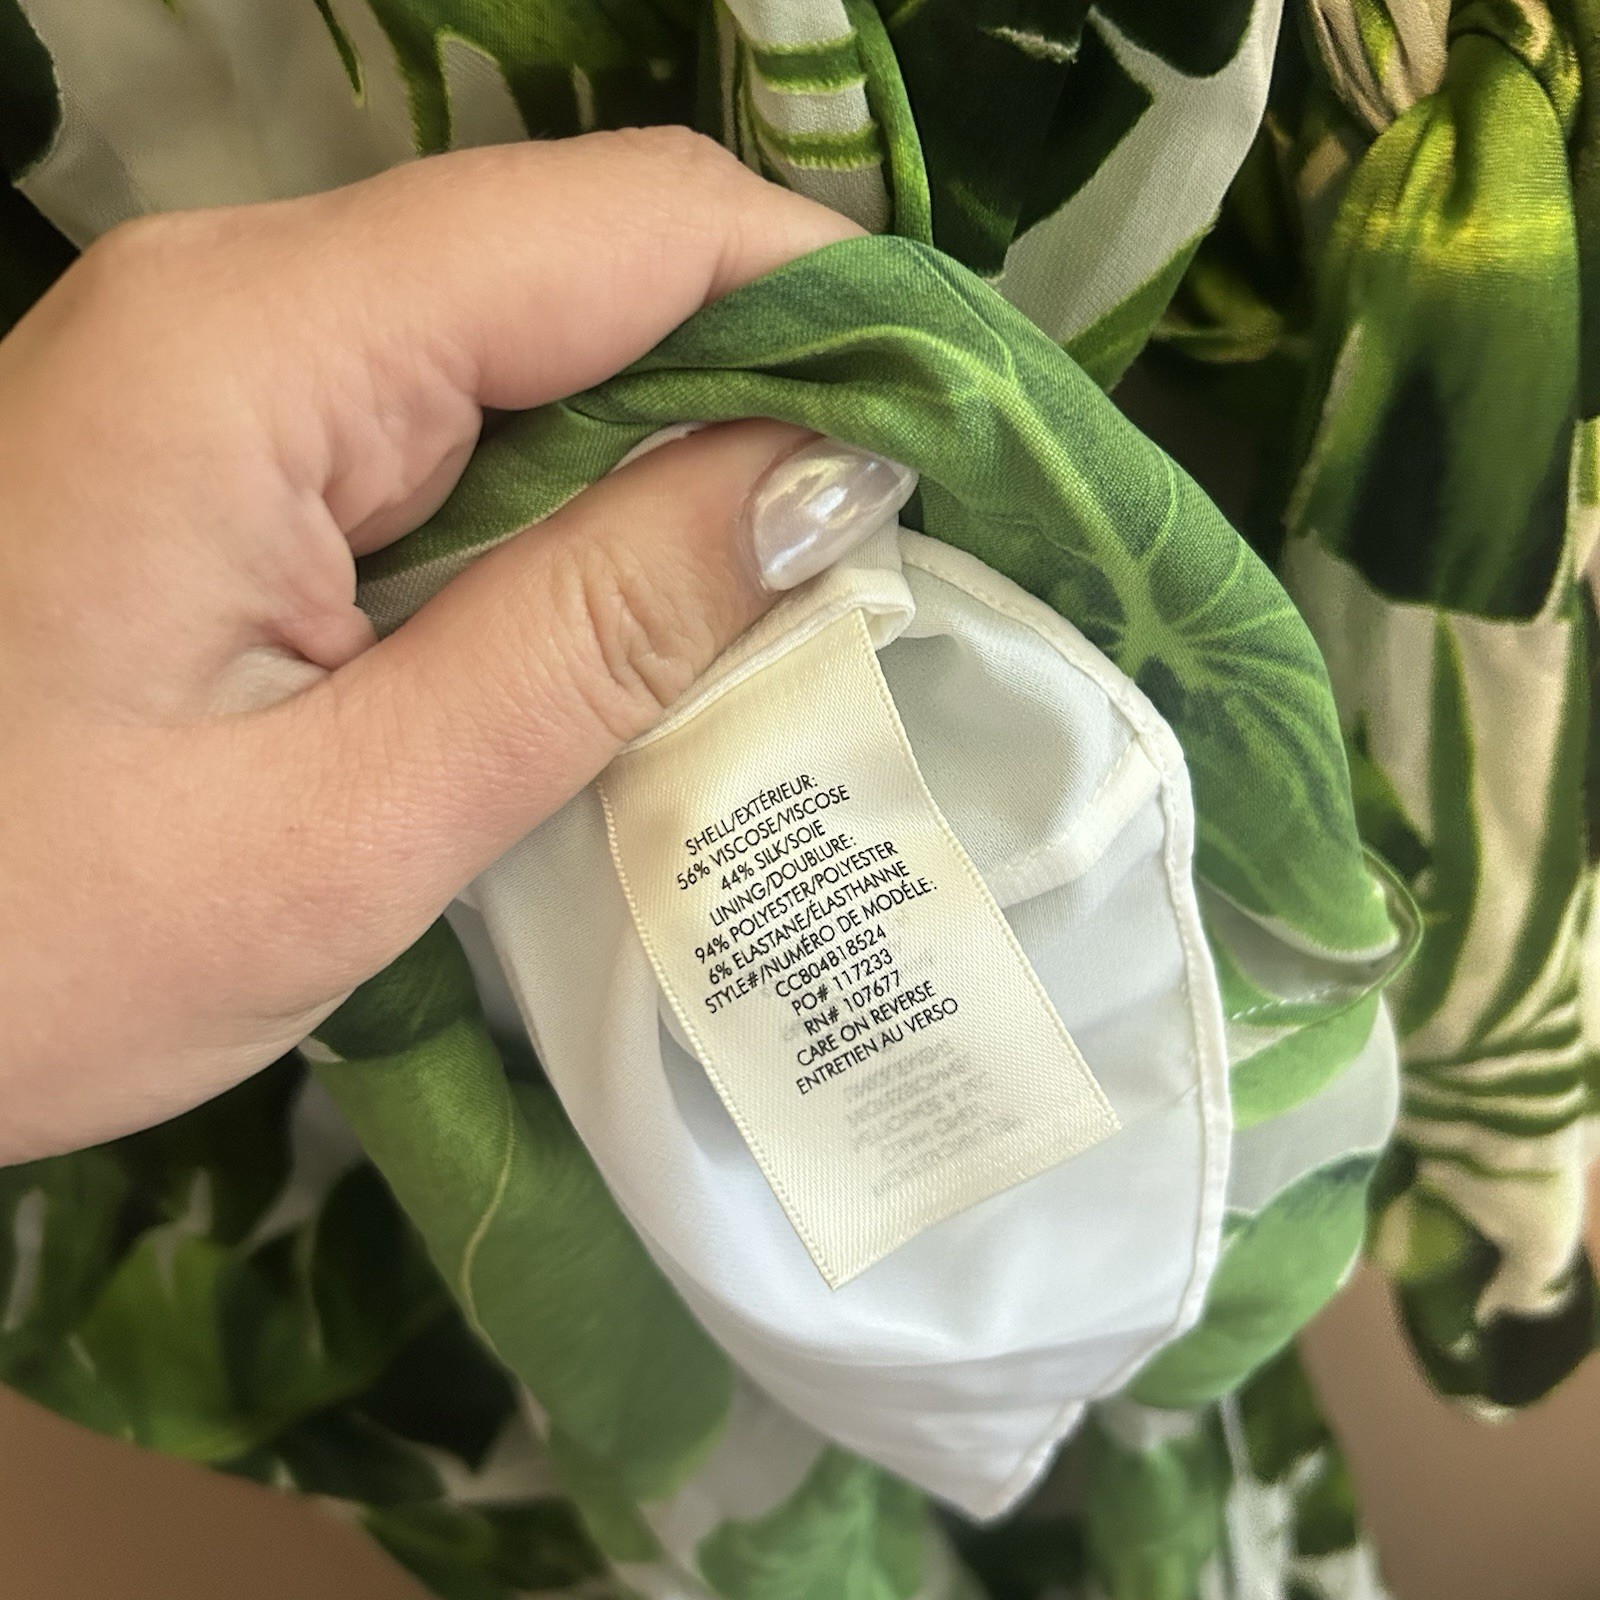 SHELL/EXTÉRIEUR:
56% VISCOSE/VISCOSE
44% SILK/SOIE
LINING/DOUBLURE:
94% POLYESTER/POLYESTER
6% ELASTANE/ÉLASTHANNE
STYLE#/NUMÉRO DE MODÈLE:
CC804B18524
PO# 117233
RN# 107677
CARE ON REVERSE
ENTRETIEN AU VERSO